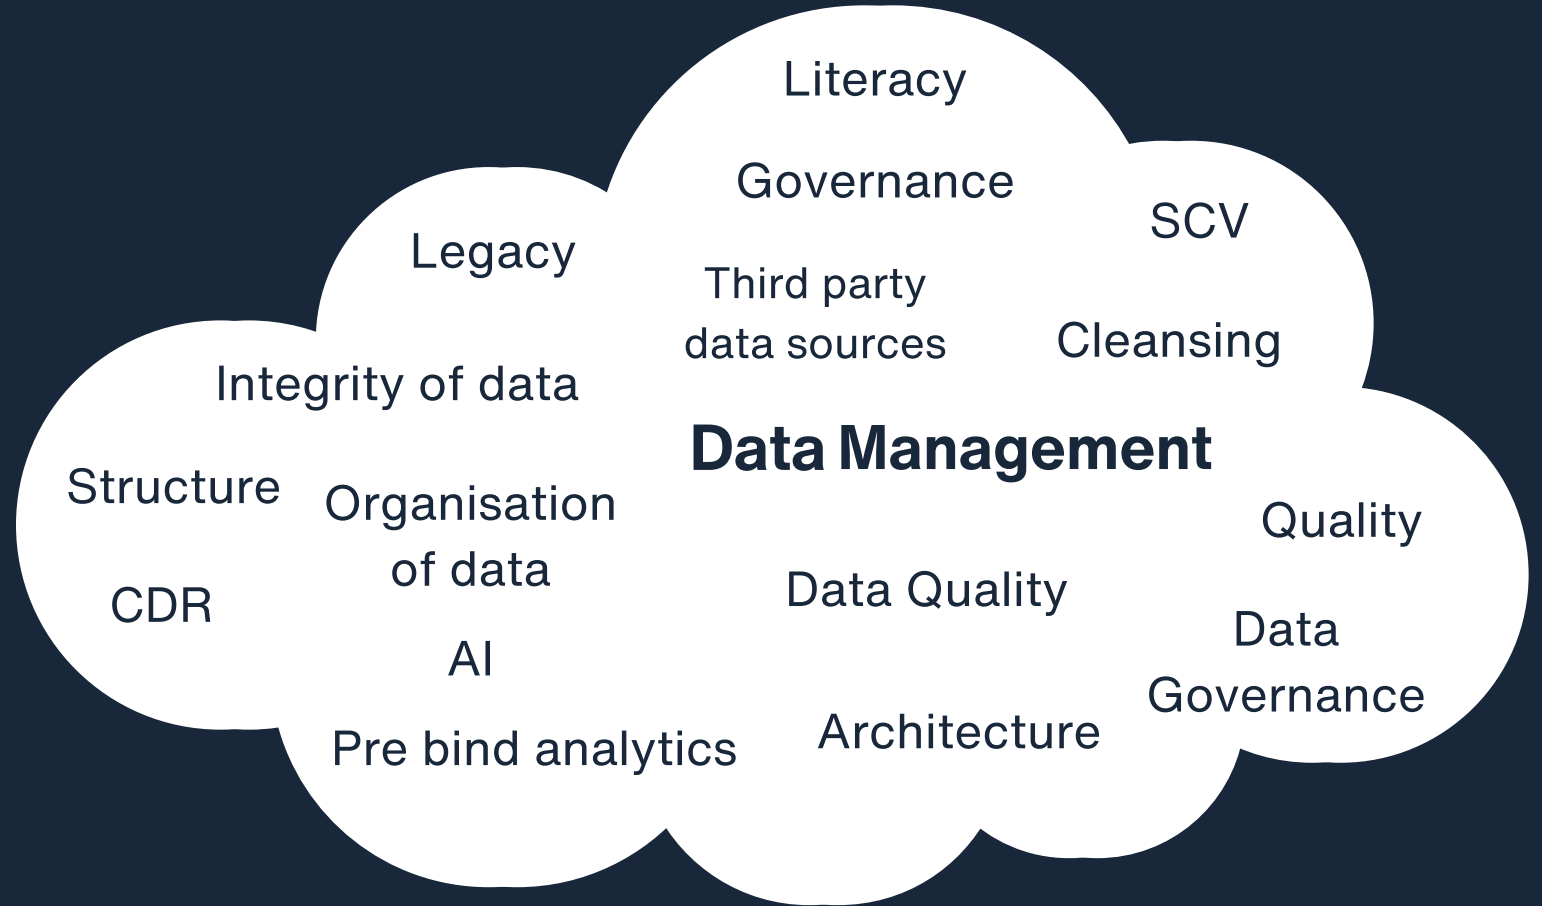 Literacy
Governance
SCV
Legacy
Third party
data sources
Cleansing
Integrity of data
Data Management
Structure
Organisation
of data
Quality
CDR
Data Quality
Data
Governance
AI
Architecture
Pre bind analytics